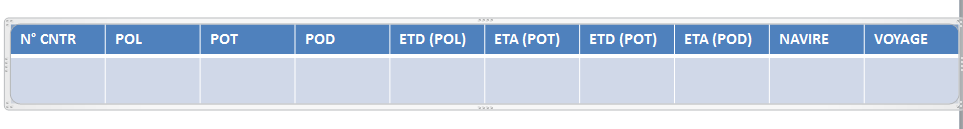 N° CNTR POL POT POD ETD (POL) ETA (POT) ETD (POT) ETA (POD) NAVIRE VOYAGE